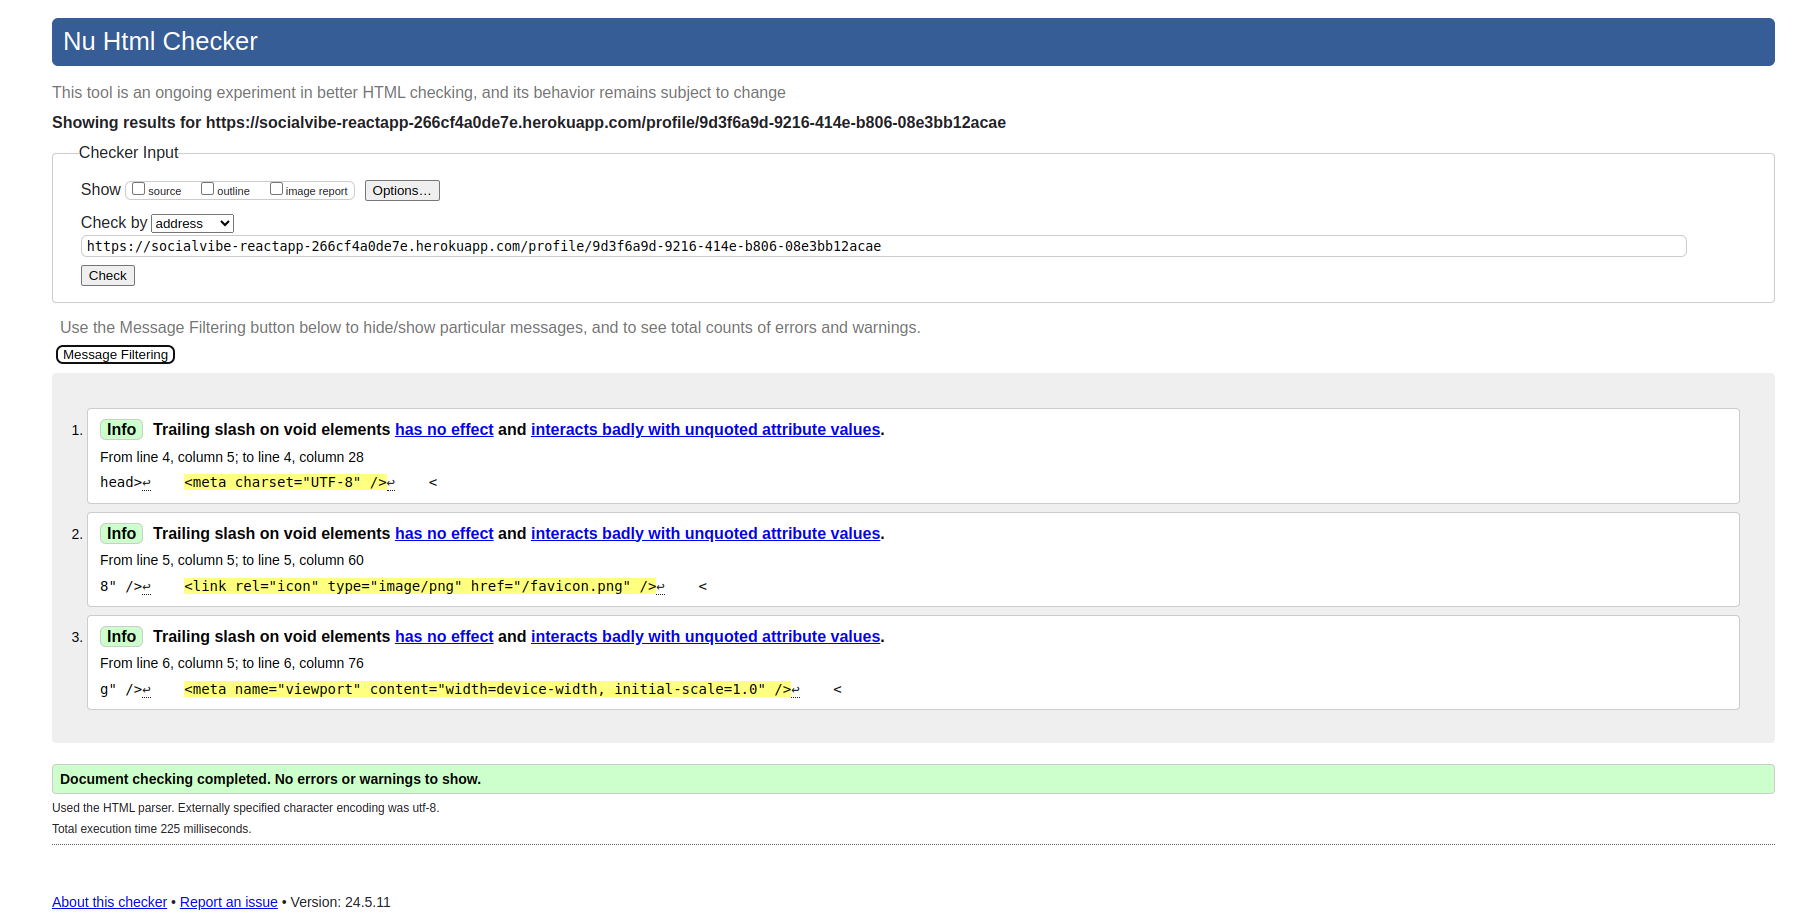 Nu Html Checker
This tool is an ongoing experiment in better HTML checking, and its behavior remains subject to change
Showing results for https://socialvibe-reactapp-266cf4a0de7e.herokuapp.com/profile/9d3f6a9d-9216-414e-b806-08e3bb12acae
Checker Input
Show source outline image report Options...
Check by address
https://socialvibe-reactapp-266cf4a0de7e.herokuapp.com/profile/9d3f6a9d-9216-414e-b806-08e3bb12acae
Check
Use the Message Filtering button below to hide/show particular messages, and to see total counts of errors and warnings.
Message Filtering
1. Info Trailing slash on void elements has no effect and interacts badly with unquoted attribute values.
From line 4, column 5; to line 4, column 28
head>↩ <meta charset="UTF-8" />↩ <
2. Info Trailing slash on void elements has no effect and interacts badly with unquoted attribute values.
From line 5, column 5; to line 5, column 60
8" />↩ <link rel="icon" type="image/png" href="/favicon.png" />↩ <
3. Info Trailing slash on void elements has no effect and interacts badly with unquoted attribute values.
From line 6, column 5; to line 6, column 76
g" />↩ <meta name="viewport" content="width=device-width, initial-scale=1.0" />↩ <
Document checking completed. No errors or warnings to show.
Used the HTML parser. Externally specified character encoding was utf-8.
Total execution time 225 milliseconds.
About this checker • Report an issue • Version: 24.5.11